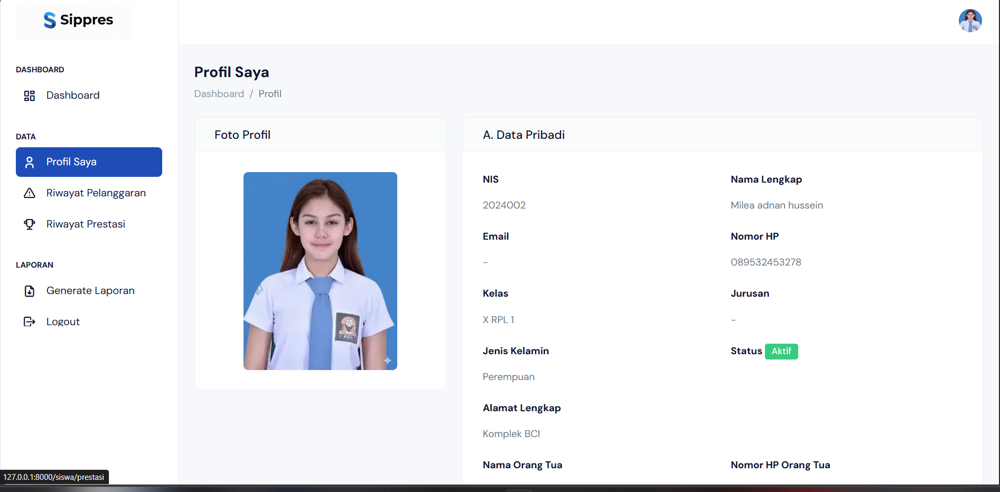 Sippres
DASHBOARD
Dashboard
DATA
Profil Saya
Riwayat Pelanggaran
Riwayat Prestasi
LAPORAN
Generate Laporan
Logout
Profil Saya
Dashboard / Profil
Foto Profil
A. Data Pribadi
NIS
2024002
Nama Lengkap
Milea adnan hussein
Email
-
Nomor HP
089532453278
Kelas
X RPL 1
Jurusan
-
Jenis Kelamin
Perempuan
Status Aktif
Alamat Lengkap
Komplek BCI
Nama Orang Tua
Nomor HP Orang Tua
127.0.0.1:8000/siswa/prestasi